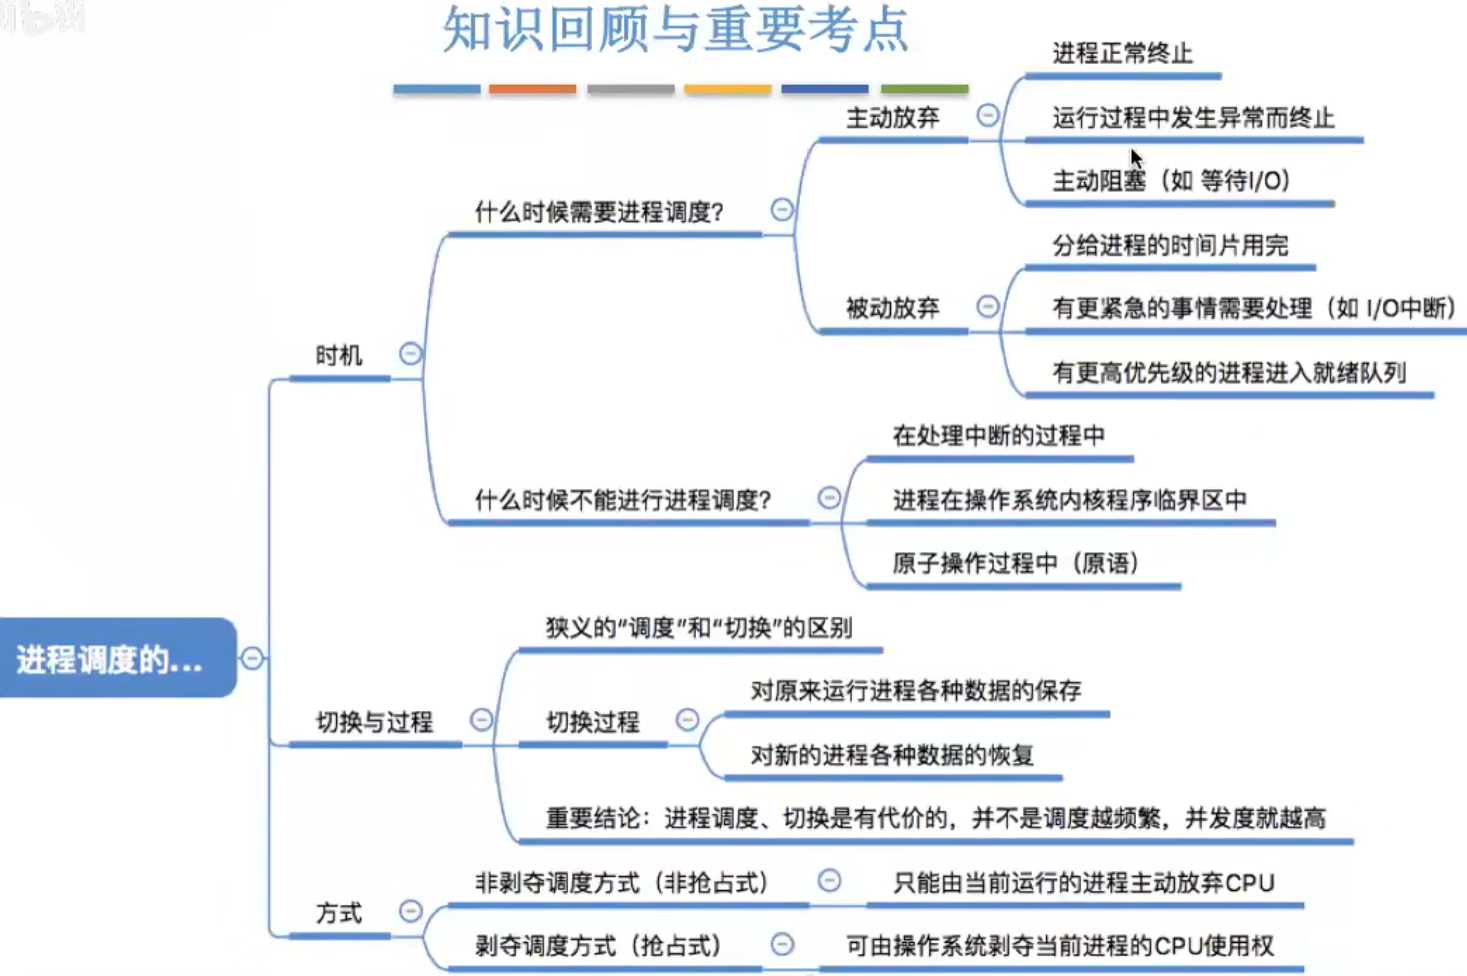 知识回顾与重要考点
进程调度的...
时机
什么时候需要进程调度？
主动放弃
进程正常终止
运行过程中发生异常而终止
主动阻塞（如 等待I/O）
被动放弃
分给进程的时间片用完
有更紧急的事情需要处理（如 I/O中断）
有更高优先级的进程进入就绪队列
什么时候不能进行进程调度？
在处理中断的过程中
进程在操作系统内核程序临界区中
原子操作过程中（原语）
切换与过程
狭义的“调度”和“切换”的区别
切换过程
对原来运行进程各种数据的保存
对新的进程各种数据的恢复
重要结论：进程调度、切换是有代价的，并不是调度越频繁，并发度就越高
方式
非剥夺调度方式（非抢占式）
只能由当前运行的进程主动放弃CPU
剥夺调度方式（抢占式）
可由操作系统剥夺当前进程的CPU使用权